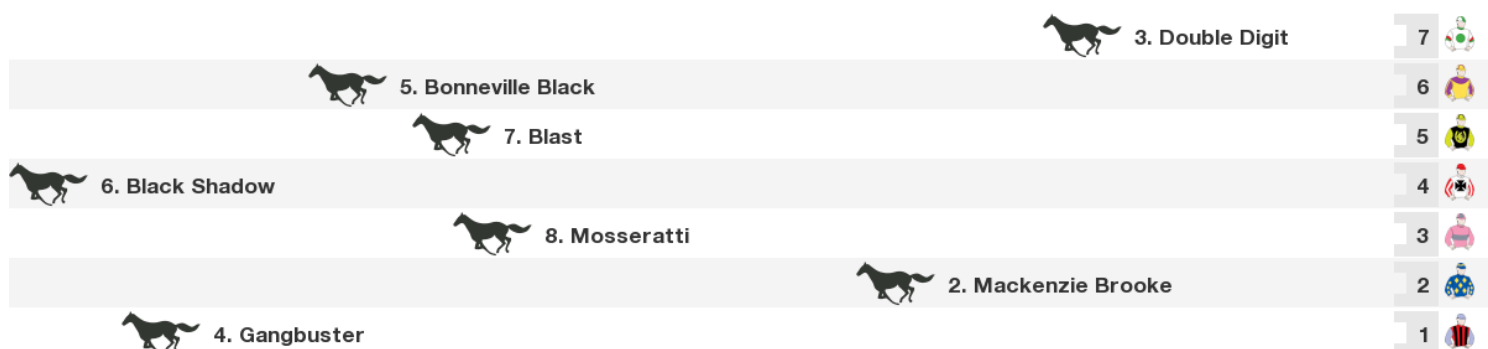 3. Double Digit 7
5. Bonneville Black 6
7. Blast 5
6. Black Shadow 4
8. Mosseratti 3
2. Mackenzie Brooke 2
4. Gangbuster 1